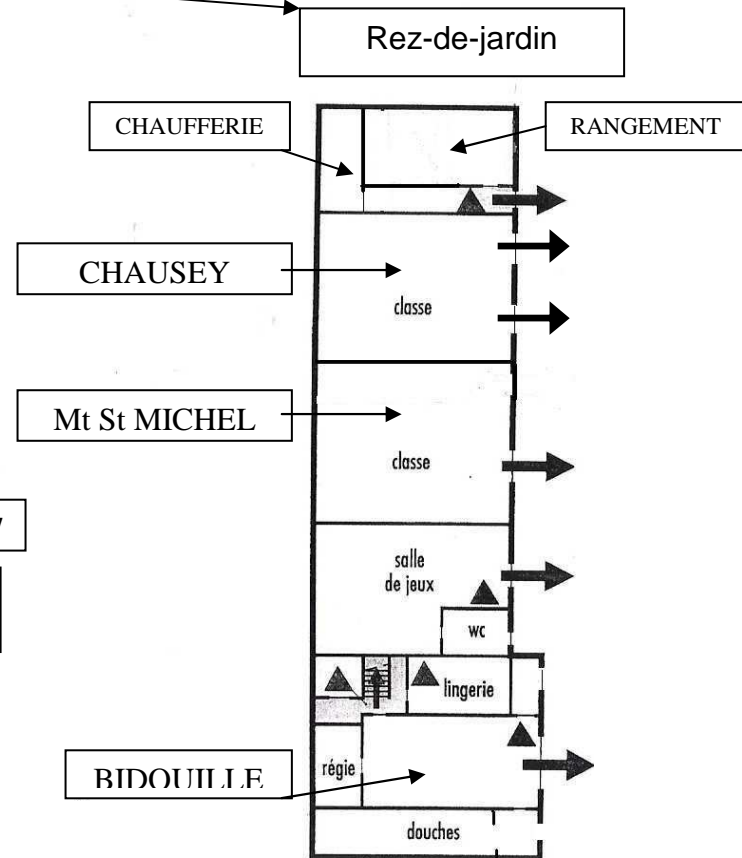 Rez-de-jardin
CHAUFFERIE
RANGEMENT
CHAUSEY
classe
Mt St MICHEL
classe
salle
de jeux
wc
lingerie
BIDOUILLE
régie
douches